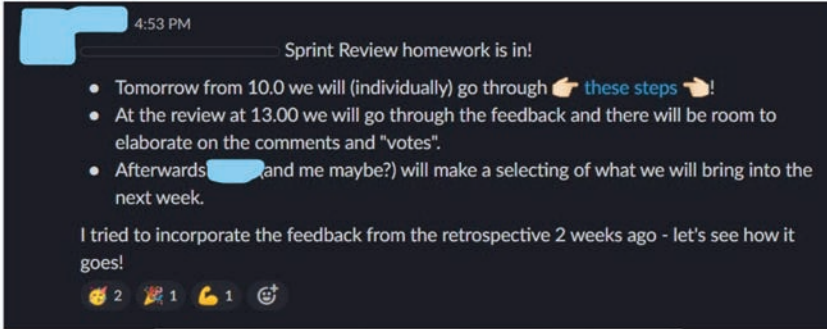 4:53 PM
Sprint Review homework is in!
• Tomorrow from 10.0 we will (individually) go through 👉🏻 these steps 👈🏻!
• At the review at 13.00 we will go through the feedback and there will be room to
elaborate on the comments and "votes".
• Afterwards (and me maybe?) will make a selecting of what we will bring into the
next week.
I tried to incorporate the feedback from the retrospective 2 weeks ago - let's see how it
goes!
🥳 2 🎉 1 💪 1